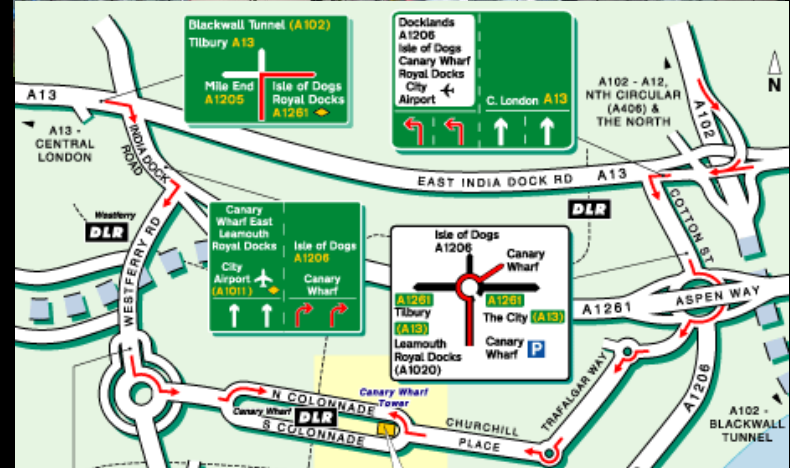 Blackwall Tunnel (A102)
Tilbury A13
Mile End
A1205
Isle of Dogs
Royal Docks
A1261
Docklands
A1206
Isle of Dogs
Canary Wharf
Royal Docks
City
Airport
C. London A13
A102 - A12,
NTH CIRCULAR
(A406) &
THE NORTH
N
A13
A13 -
CENTRAL
LONDON
INDIA DOCK
ROAD
A102
EAST INDIA DOCK RD A13
COTTON ST
Westferry
DLR
DLR
WESTFERRY RD
Canary
Wharf East
Leamouth
Royal Docks
City
Airport
(A1011)
Isle of Dogs
A1206
Canary
Wharf
Isle of Dogs
A1206
Canary
Wharf
A1261
Tilbury
(A13)
Leamouth
Royal Docks
(A1020)
A1261
The City (A13)
Canary
Wharf P
A1261
ASPEN WAY
TRAFALGAR WAY
A1206
A102 -
BLACKWALL
TUNNEL
N COLONNADE
Canary Wharf
DLR
S COLONNADE
Canary Wharf
Tower
CHURCHILL
PLACE